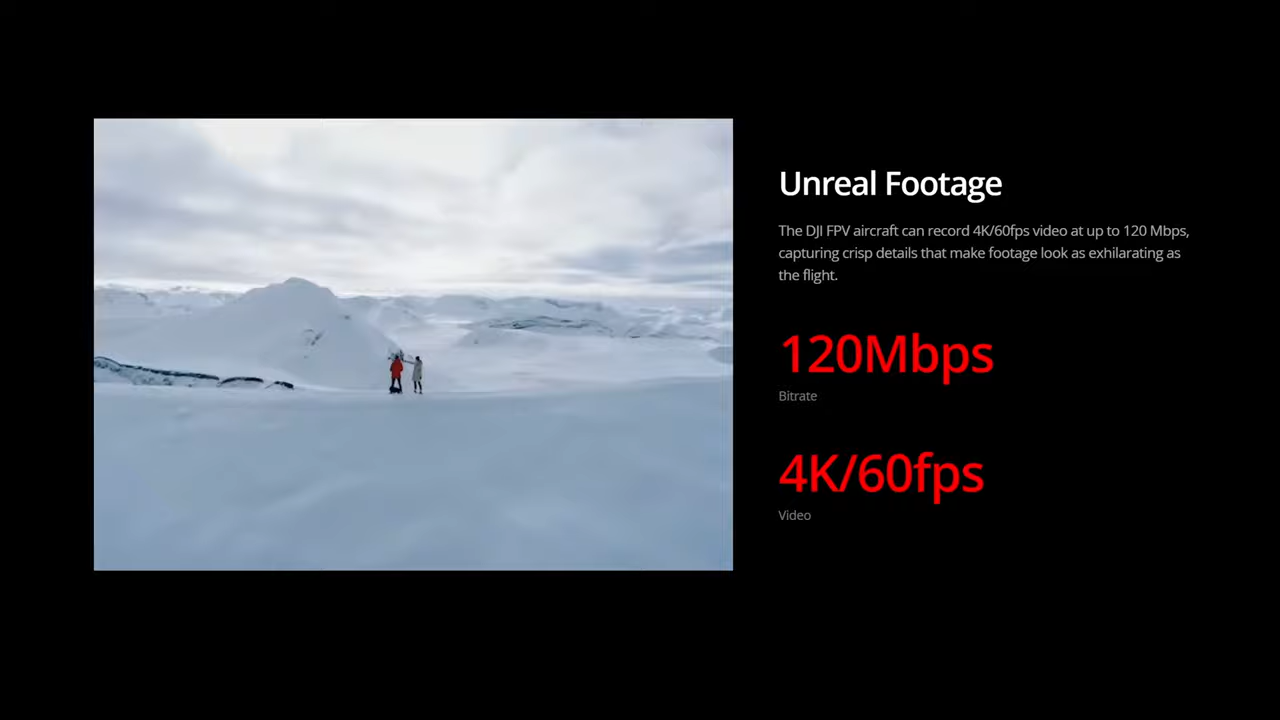 Unreal Footage
The DJI FPV aircraft can record 4K/60fps video at up to 120 Mbps,
capturing crisp details that make footage look as exhilarating as
the flight.
120Mbps
Bitrate
4K/60fps
Video